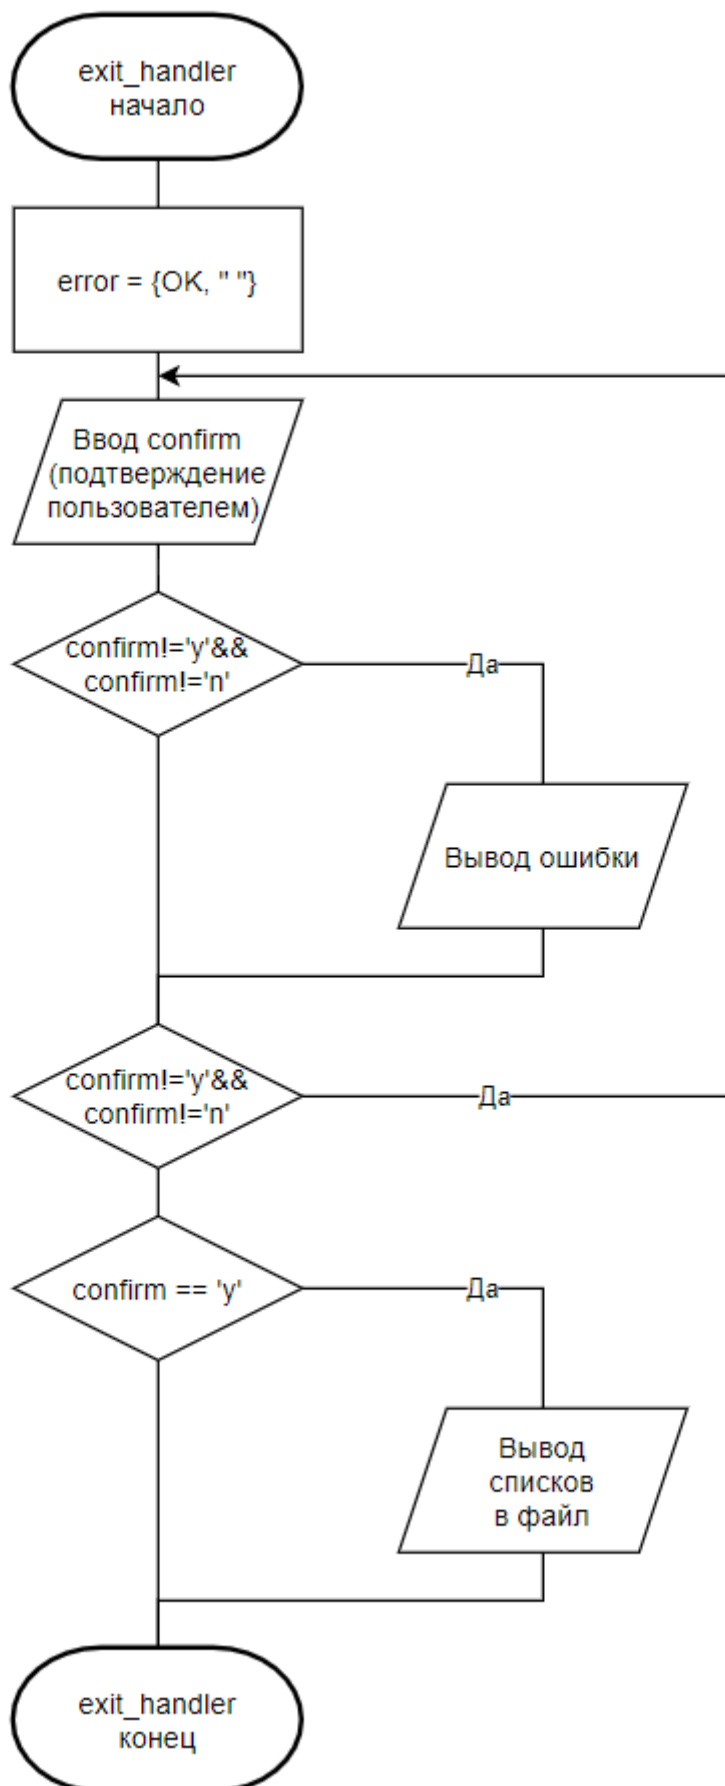 exit_handler
начало
error = {OK, " "}
Ввод confirm
(подтверждение
пользователем)
confirm!='y'&&
confirm!='n'
Да
Вывод ошибки
confirm!='y'&&
confirm!='n'
Да
confirm == 'y'
Да
Вывод
списков
в файл
exit_handler
конец